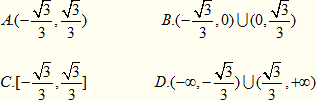 A.(-√3/3, √3/3) B.(-√3/3, 0)∪(0, √3/3)
C.[-√3/3, √3/3] D.(-∞, -√3/3)∪(√3/3, +∞)